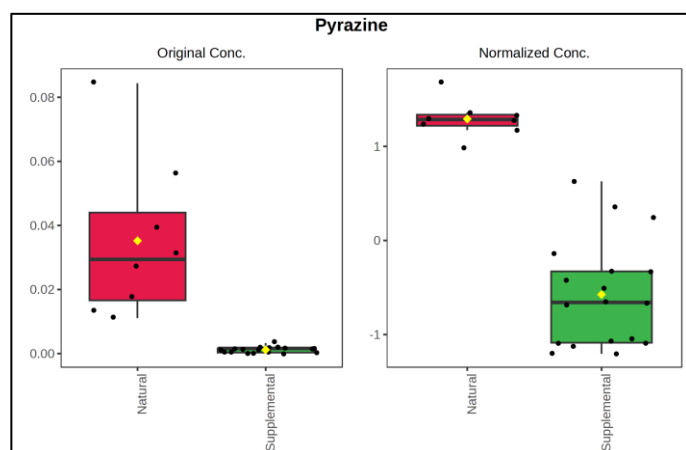 Pyrazine
Original Conc.
Normalized Conc.
0.08
0.06
0.04
0.02
0.00
1
0
-1
Natural
Supplemental
Natural
Supplemental